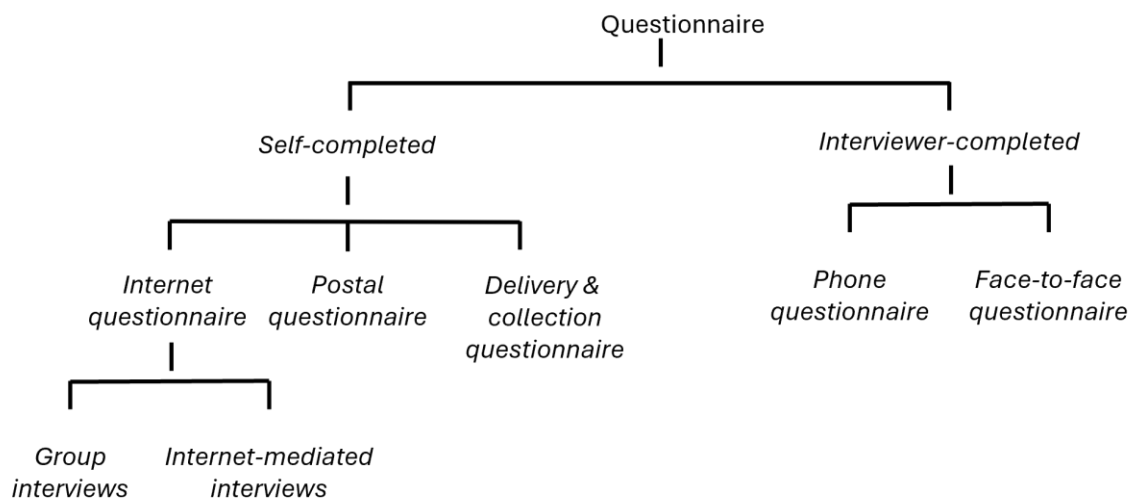 Questionnaire
Self-completed
Interviewer-completed
Internet
questionnaire
Postal
questionnaire
Delivery &
collection
questionnaire
Phone
questionnaire
Face-to-face
questionnaire
Group
interviews
Internet-mediated
interviews